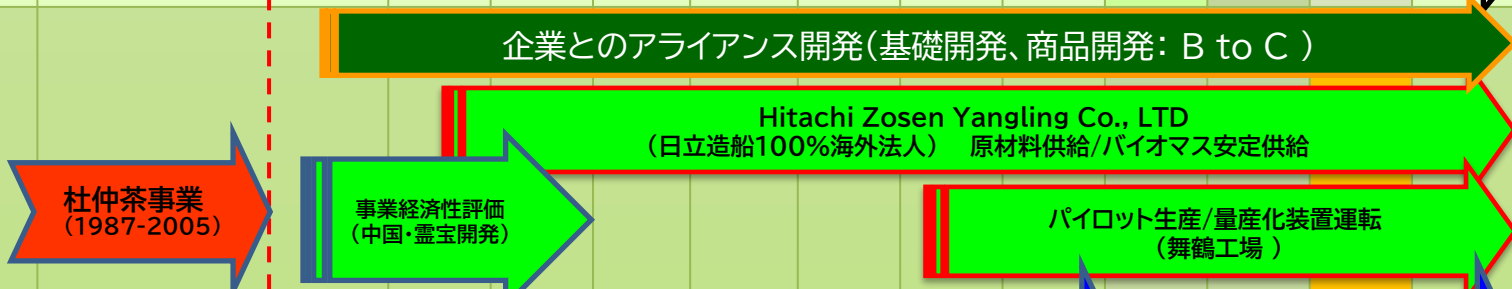 企業とのアライアンス開発(基礎開発、商品開発: B to C )
Hitachi Zosen Yangling Co., LTD
(日立造船100%海外法人) 原材料供給/バイオマス安定供給
杜仲茶事業
(1987-2005)
事業経済性評価
(中国・霊宝開発)
パイロット生産/量産化装置運転
(舞鶴工場 )